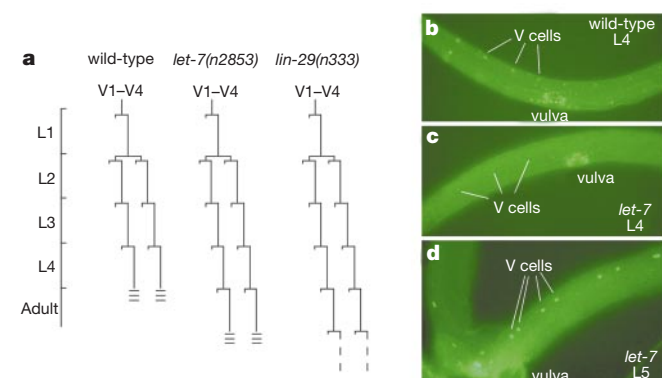 a
wild-type let-7(n2853) lin-29(n333)
V1–V4 V1–V4 V1–V4
L1
L2
L3
L4
Adult
b
wild-type
L4
V cells
vulva
c
vulva
V cells
let-7
L4
d
V cells
let-7
L5
vulva